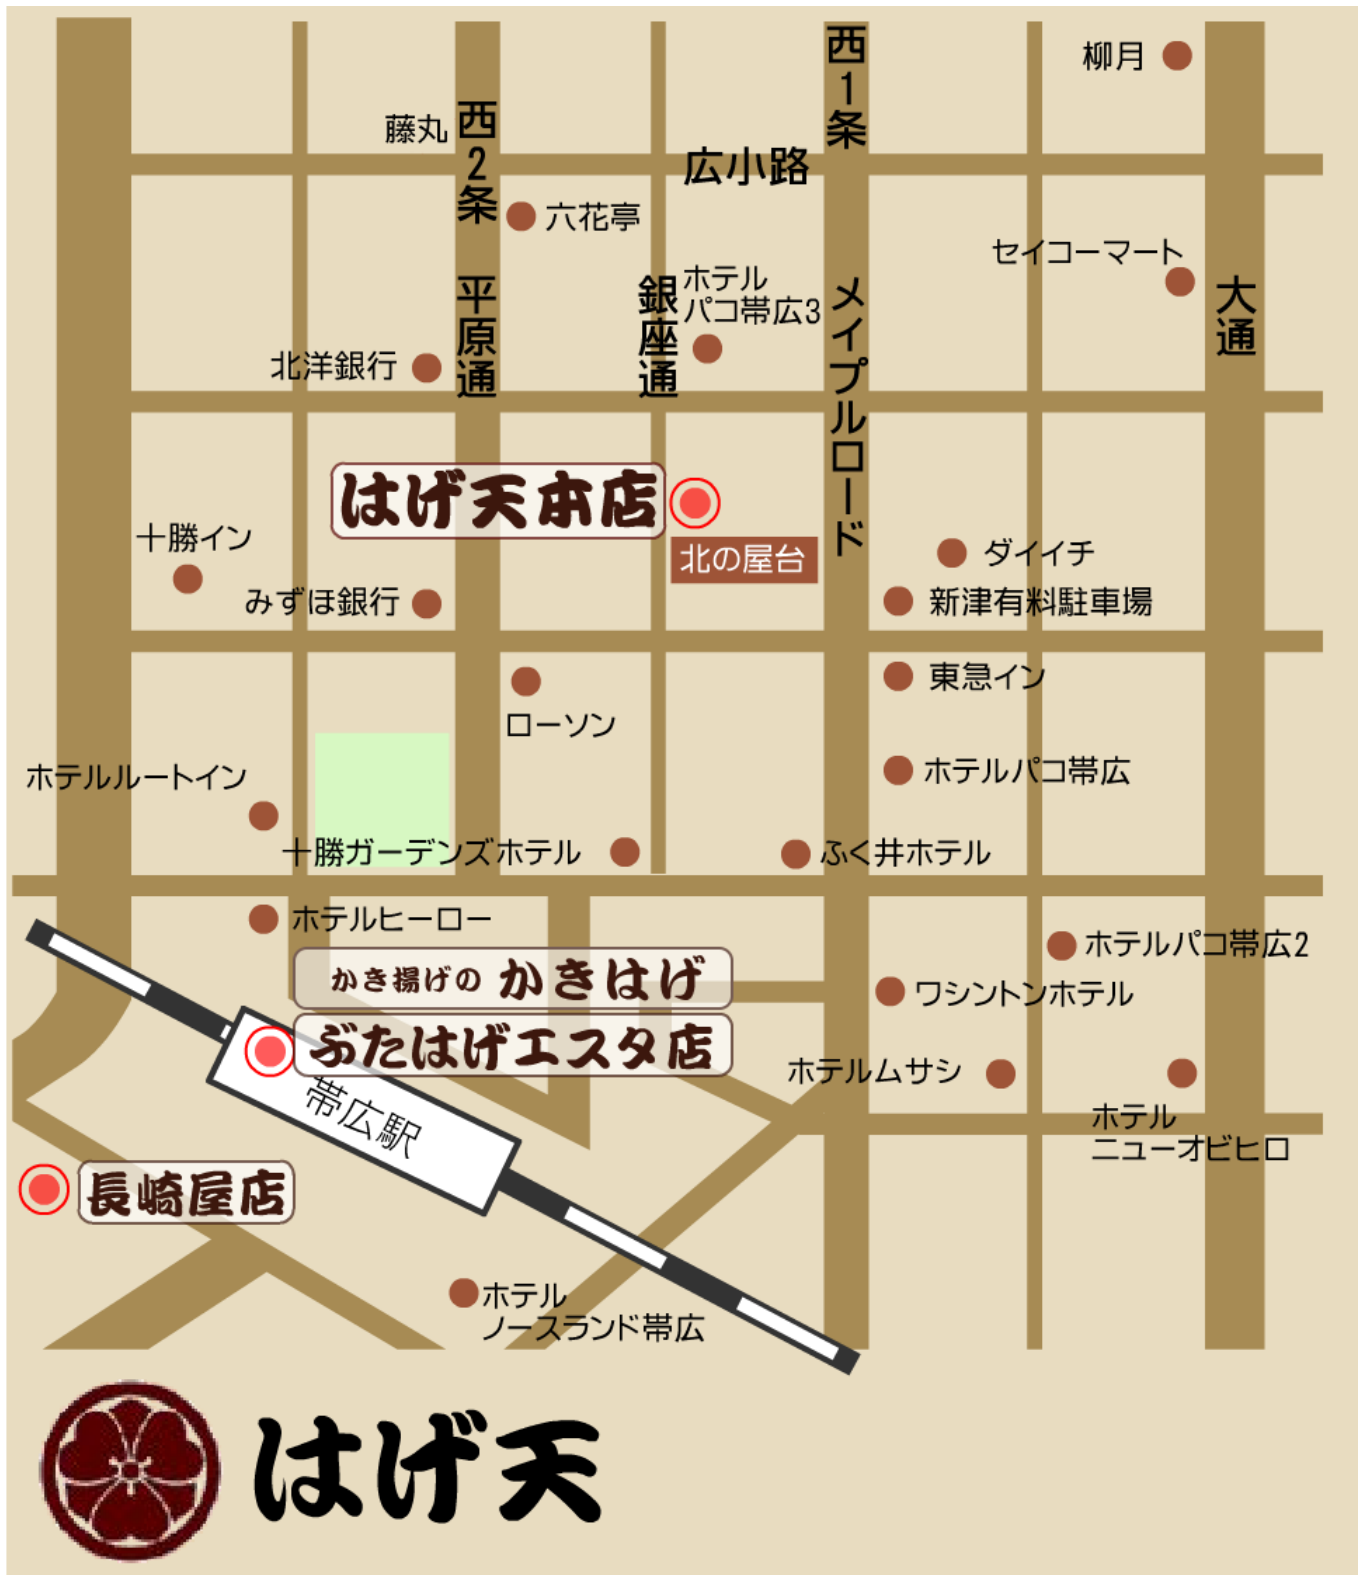 西1条
柳月
藤丸
西2条
広小路
六花亭
セイコーマート
ホテル
パコ帯広3
平原通
銀座通
メイプルロード
大通
北洋銀行
はげ天本店
北の屋台
十勝イン
ダイイチ
みずほ銀行
新津有料駐車場
東急イン
ローソン
ホテルルートイン
ホテルパコ帯広
十勝ガーデンズホテル
ふく井ホテル
ホテルヒーロー
ホテルパコ帯広2
かき揚げの かきはげ
ワシントンホテル
ぶたはげエスタ店
ホテルムサシ
帯広駅
ホテル
ニューオビヒロ
長崎屋店
ホテル
ノースランド帯広
はげ天